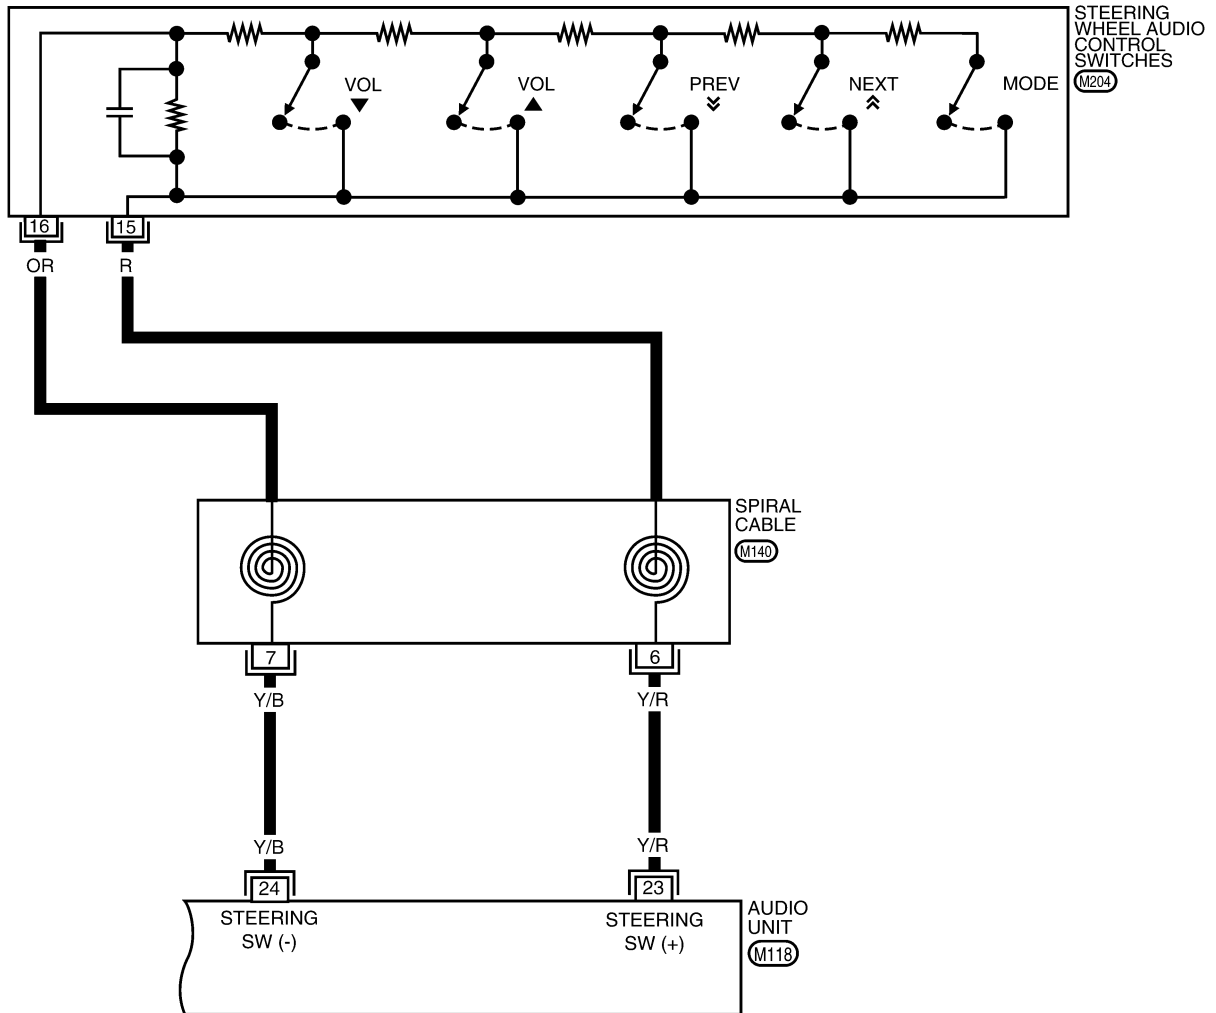 STEERING
WHEEL AUDIO
CONTROL
SWITCHES
M204
VOL
VOL
PREV
NEXT
MODE
16
15
OR
R
SPIRAL
CABLE
M140
7
6
Y/B
Y/R
Y/B
Y/R
24
23
STEERING
SW (-)
STEERING
SW (+)
AUDIO
UNIT
M118